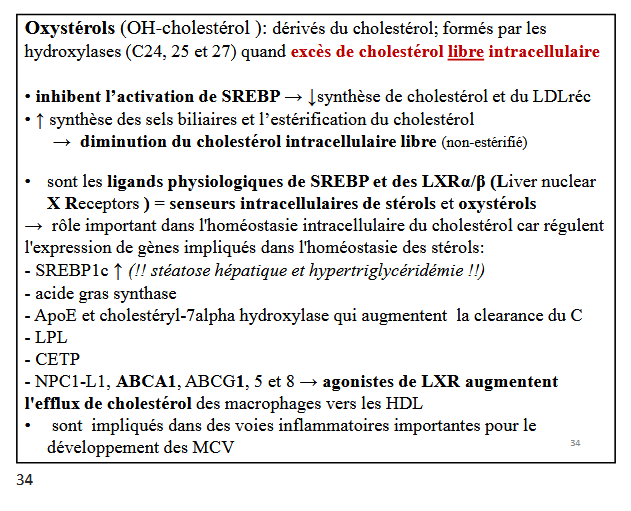 Oxystérols (OH-cholestérol ): dérivés du cholestérol; formés par les
hydroxylases (C24, 25 et 27) quand excès de cholestérol libre intracellulaire
• inhibent l'activation de SREBP → ↓synthèse de cholestérol et du LDLréc
• ↑ synthèse des sels biliaires et l'estérification du cholestérol
→ diminution du cholestérol intracellulaire libre (non-estérifié)
• sont les ligands physiologiques de SREBP et des LXRα/β (Liver nuclear
X Receptors ) = senseurs intracellulaires de stérols et oxystérols
→ rôle important dans l'homéostasie intracellulaire du cholestérol car régulent
l'expression de gènes impliqués dans l'homéostasie des stérols:
- SREBP1c ↑ (!! stéatose hépatique et hypertriglycéridémie !!)
- acide gras synthase
- ApoE et cholestéryl-7alpha hydroxylase qui augmentent la clearance du C
- LPL
- CETP
- NPC1-L1, ABCA1, ABCG1, 5 et 8 → agonistes de LXR augmentent
l'efflux de cholestérol des macrophages vers les HDL
• sont impliqués dans des voies inflammatoires importantes pour le
développement des MCV
34
34